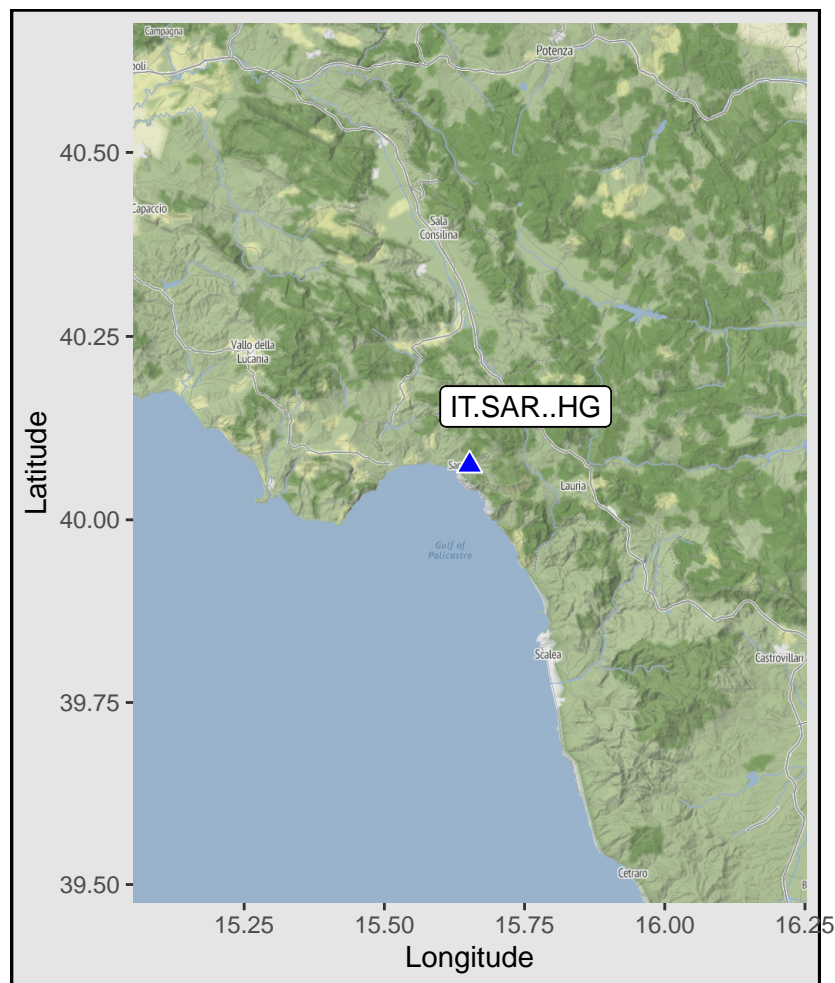 Campagna
Potenza
oli
40.50
Capaccio
Sala
Consilina
40.25
Vallo della
Lucania
IT.SAR..HG
Latitude
Lauria
40.00
Gulf of
Policastro
Scalea
Castrovillari
39.75
Cetraro
39.50
B
15.25 15.50 15.75 16.00 16.25
Longitude